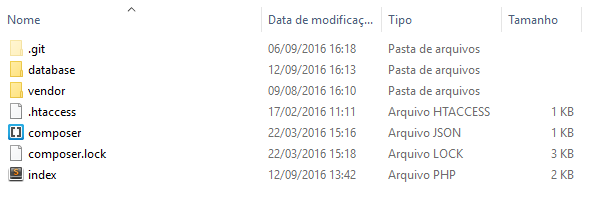 Nome Data de modificaç... Tipo Tamanho
.git 06/09/2016 16:18 Pasta de arquivos
database 12/09/2016 16:13 Pasta de arquivos
vendor 09/08/2016 16:10 Pasta de arquivos
.htaccess 17/02/2016 11:11 Arquivo HTACCESS 1 KB
composer 22/03/2016 15:16 Arquivo JSON 1 KB
composer.lock 22/03/2016 15:18 Arquivo LOCK 3 KB
index 12/09/2016 13:42 Arquivo PHP 2 KB